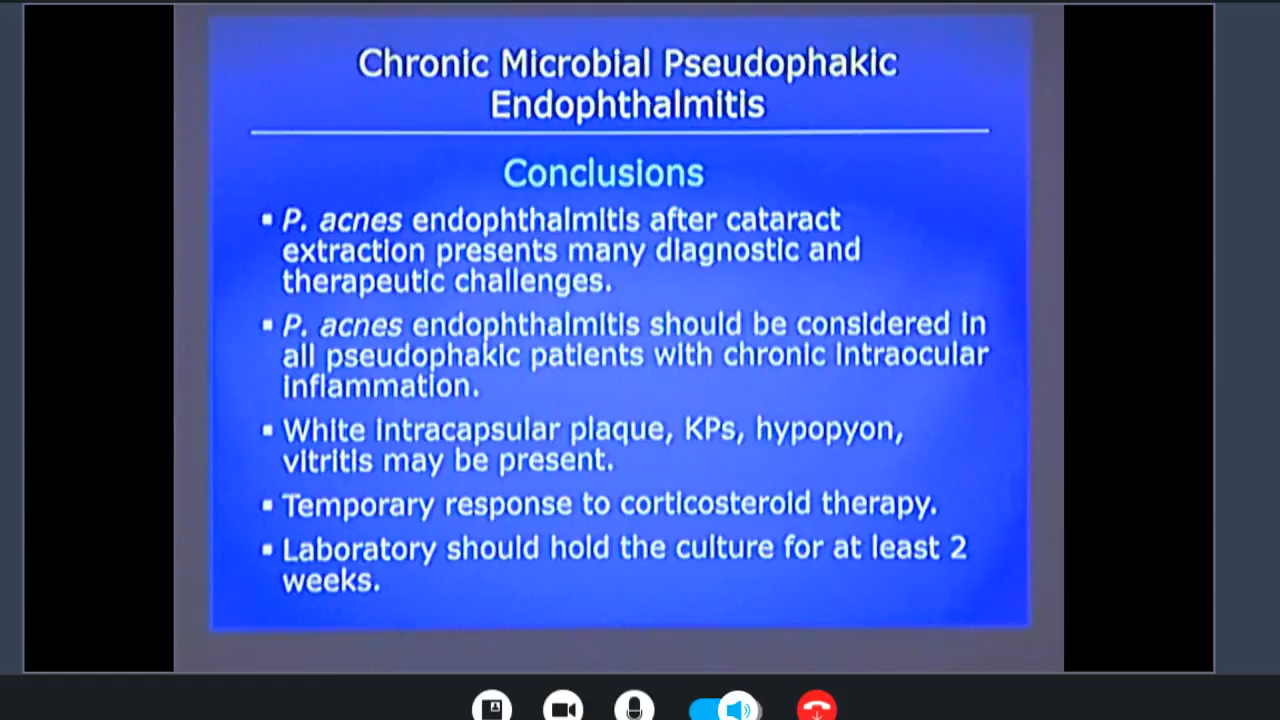 Chronic Microbial Pseudophakic
Endophthalmitis
Conclusions
▪ P. acnes endophthalmitis after cataract
extraction presents many diagnostic and
therapeutic challenges.
▪ P. acnes endophthalmitis should be considered in
all pseudophakic patients with chronic intraocular
inflammation.
▪ White intracapsular plaque, KPs, hypopyon,
vitritis may be present.
▪ Temporary response to corticosteroid therapy.
▪ Laboratory should hold the culture for at least 2
weeks.